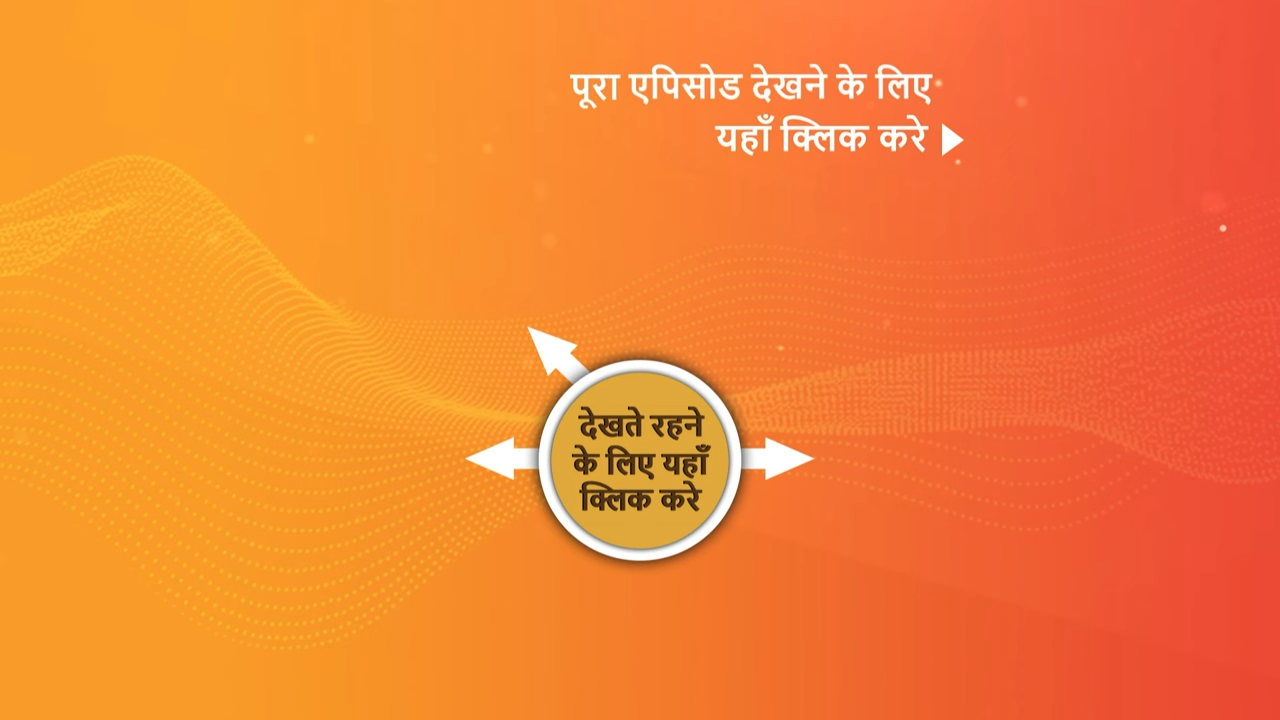 पूरा एपिसोड देखने के लिए
यहाँ क्लिक करे
देखते रहने
के लिए यहाँ
क्लिक करे